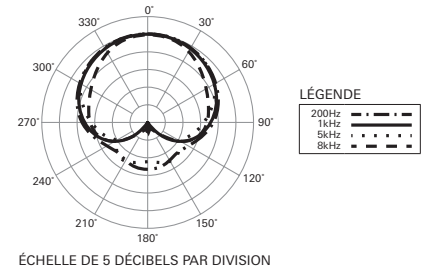 0˚
330˚ 30˚
300˚ 60˚
270˚ 90˚
240˚ 120˚
210˚ 150˚
180˚
LÉGENDE
200Hz
1kHz
5kHz
8kHz
ÉCHELLE DE 5 DÉCIBELS PAR DIVISION